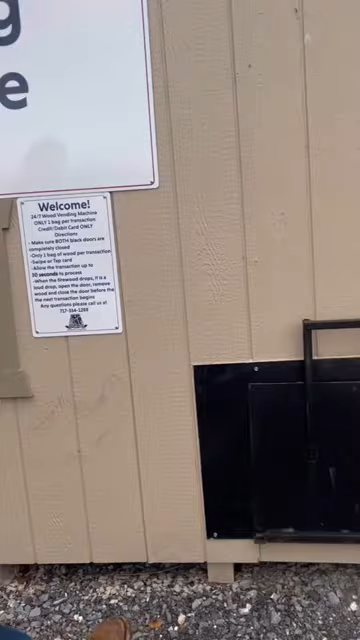 g
e
Welcome!
24/7 Wood Vending Machine
ONLY 1 bag per transaction
Credit/Debit Card ONLY
Directions
- Make sure BOTH black doors are
completely closed
-Only 1 bag of wood per transaction
-Swipe or Tap card
-Allow the transaction up to
30 seconds to process
-When the firewood drops, it is a
loud drop, open the door, remove
wood and close the door before the
next transaction begins
Any questions please call us at
717-314-1255